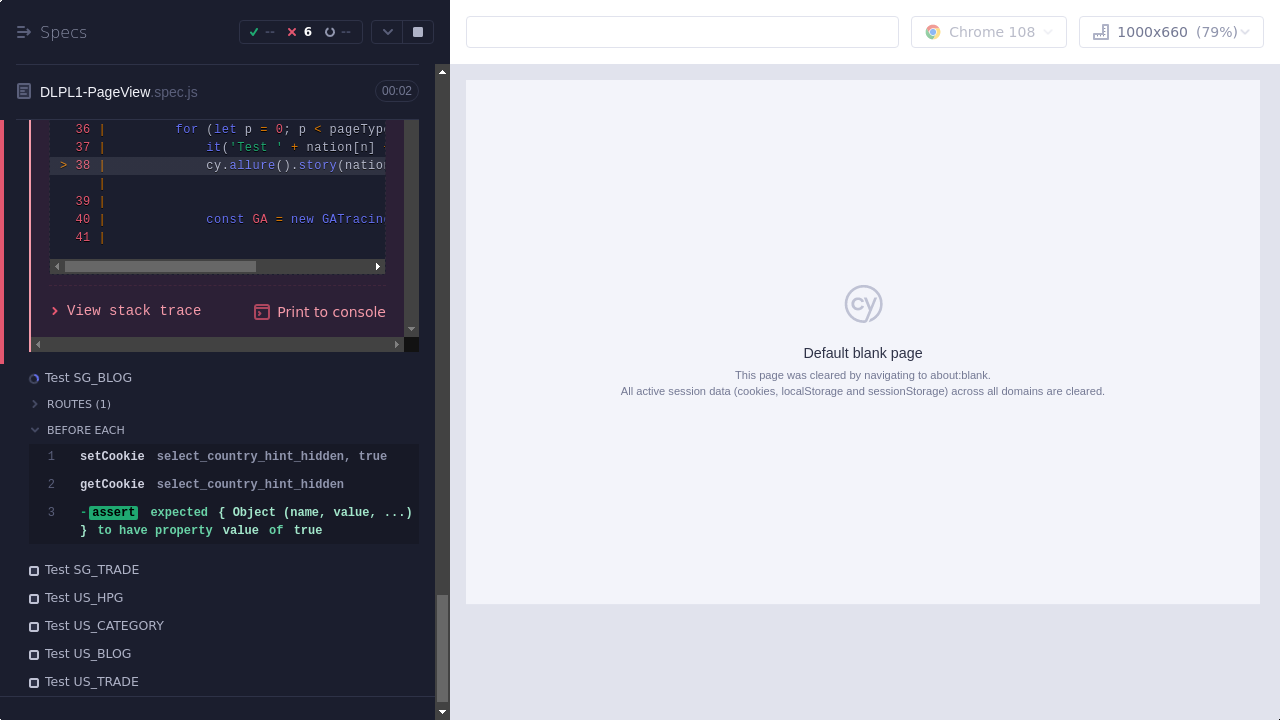 Specs
-- 6 --
Chrome 108
1000x660 (79%)
DLPL1-PageView.spec.js
00:02
36 | for (let p = 0; p < pageType
37 | it('Test ' + nation[n]
> 38 | cy.allure().story(nation
|
39 |
40 | const GA = new GATracing
41 |
View stack trace
Print to console
Test SG_BLOG
ROUTES (1)
BEFORE EACH
1 setCookie select_country_hint_hidden, true
2 getCookie select_country_hint_hidden
3 -assert expected { Object (name, value, ...)
} to have property value of true
Test SG_TRADE
Test US_HPG
Test US_CATEGORY
Test US_BLOG
Test US_TRADE
cy
Default blank page
This page was cleared by navigating to about:blank.
All active session data (cookies, localStorage and sessionStorage) across all domains are cleared.